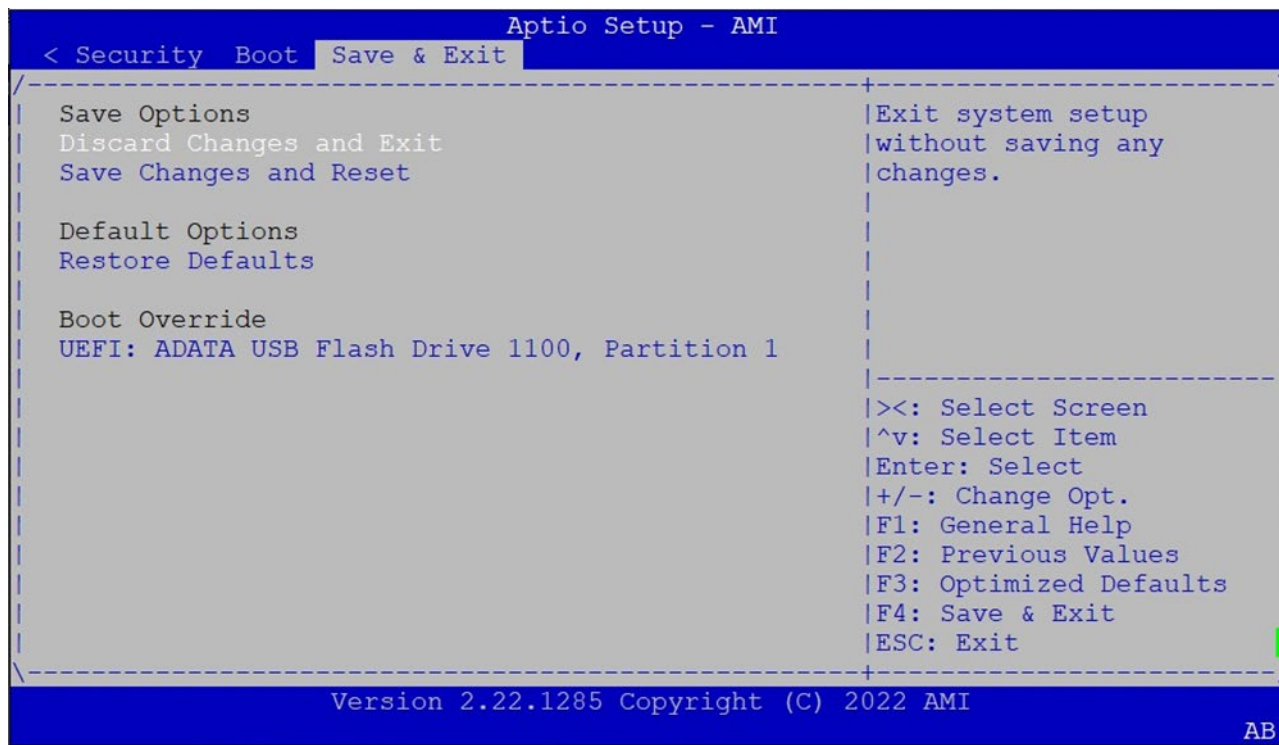 Aptio Setup - AMI
< Security Boot Save & Exit
Save Options
Discard Changes and Exit
Save Changes and Reset
Default Options
Restore Defaults
Boot Override
UEFI: ADATA USB Flash Drive 1100, Partition 1
Exit system setup
without saving any
changes.
><: Select Screen
^v: Select Item
Enter: Select
+/-: Change Opt.
F1: General Help
F2: Previous Values
F3: Optimized Defaults
F4: Save & Exit
ESC: Exit
Version 2.22.1285 Copyright (C) 2022 AMI
AB